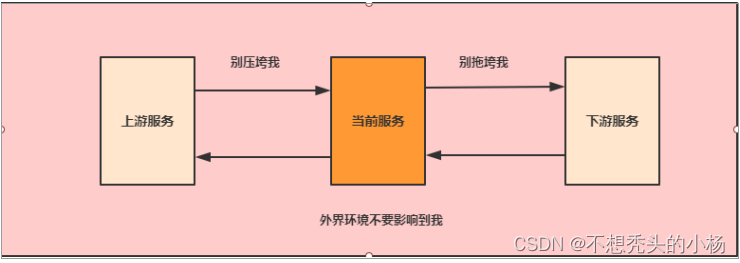 别压垮我
别拖垮我
上游服务
当前服务
下游服务
外界环境不要影响到我
CSDN @不想秃头的小杨